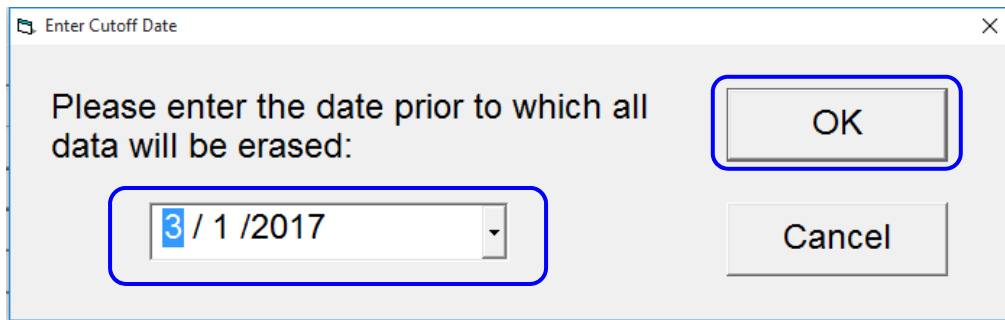 Enter Cutoff Date
Please enter the date prior to which all
data will be erased:
OK
3 / 1 /2017
Cancel